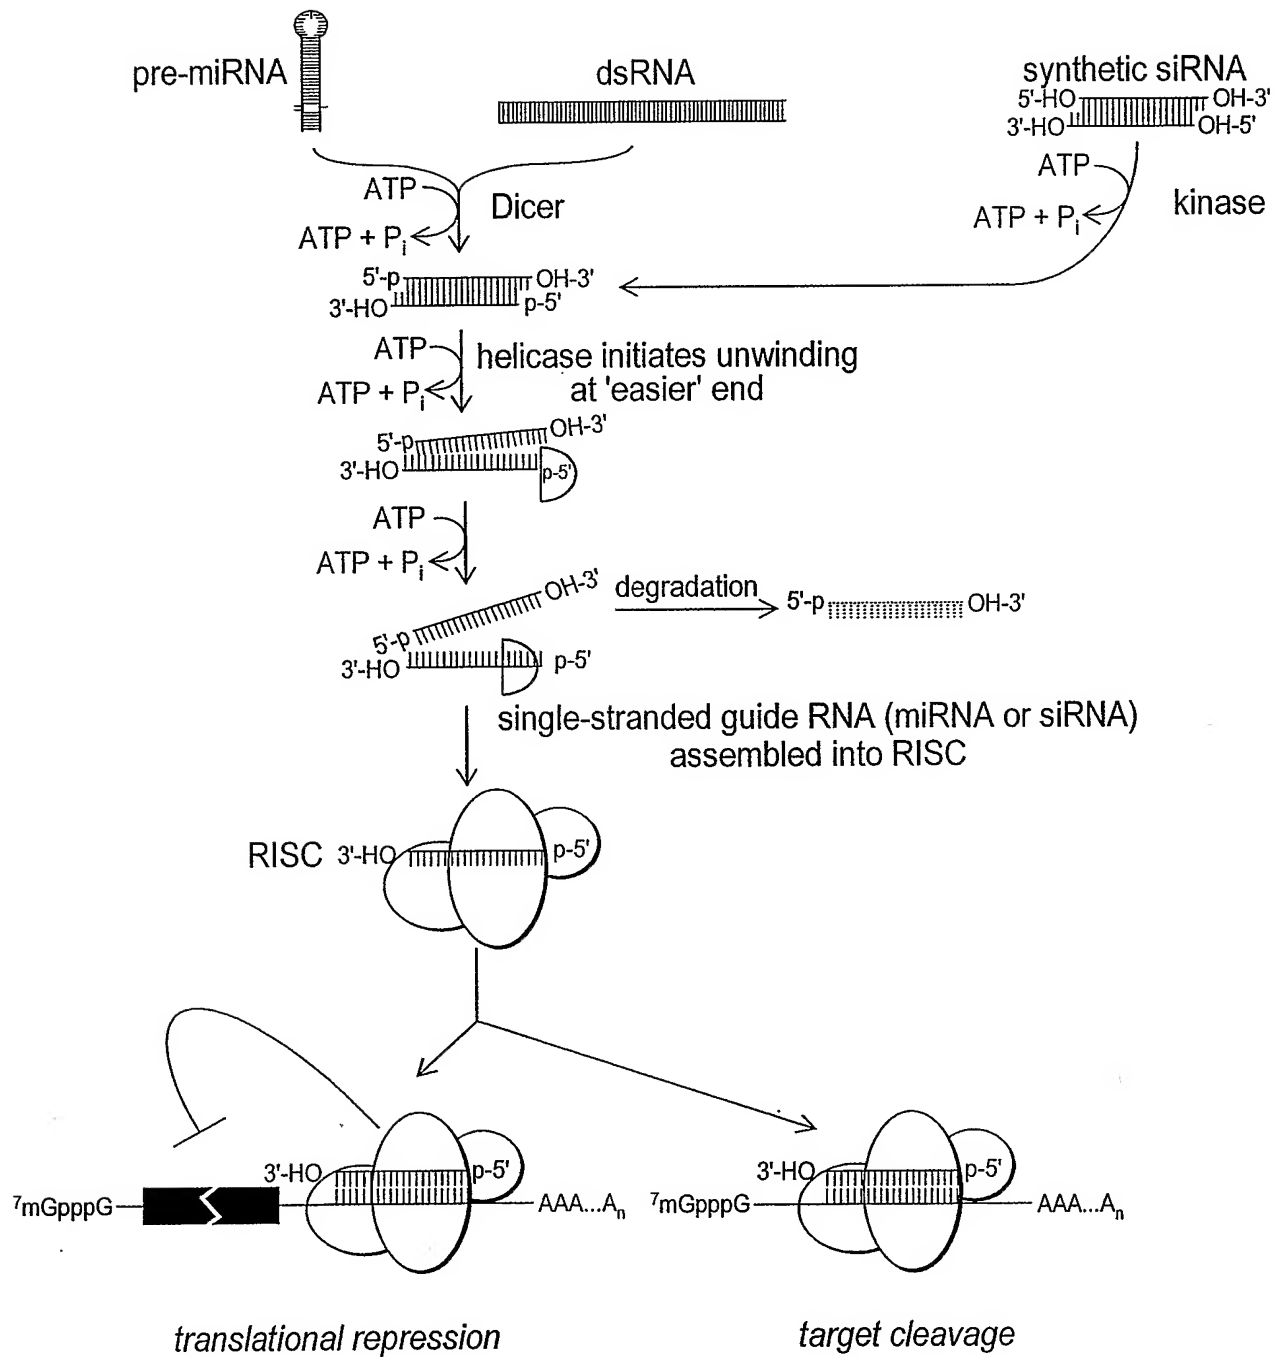 pre-miRNA
dsRNA
synthetic siRNA
5'-HO OH-3'
3'-HO OH-5'
ATP
Dicer
ATP + Pi
ATP
kinase
ATP + Pi
5'-p OH-3'
3'-HO p-5'
ATP
helicase initiates unwinding
at 'easier' end
ATP + Pi
5'-p OH-3'
3'-HO p-5'
ATP
ATP + Pi
5'-p OH-3'
3'-HO p-5'
degradation
5'-p OH-3'
single-stranded guide RNA (miRNA or siRNA)
assembled into RISC
RISC 3'-HO p-5'
3'-HO p-5'
7mGpppG AAA...An
translational repression
3'-HO p-5'
7mGpppG AAA...An
target cleavage